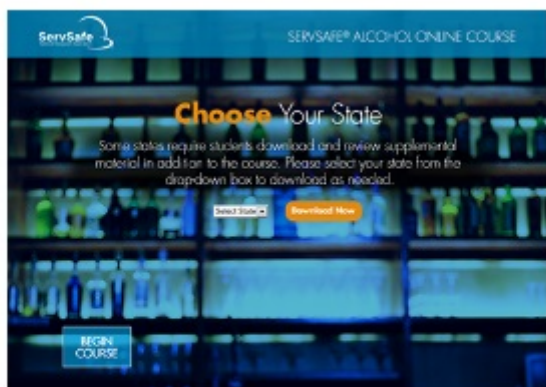 ServSafe
SERVSAFE® ALCOHOL ONLINE COURSE
Choose Your State
Some states require students download and review supplemental
material in addition to the course. Please select your state from the
drop-down box to download as needed.
Select State
Download Now
BEGIN
COURSE